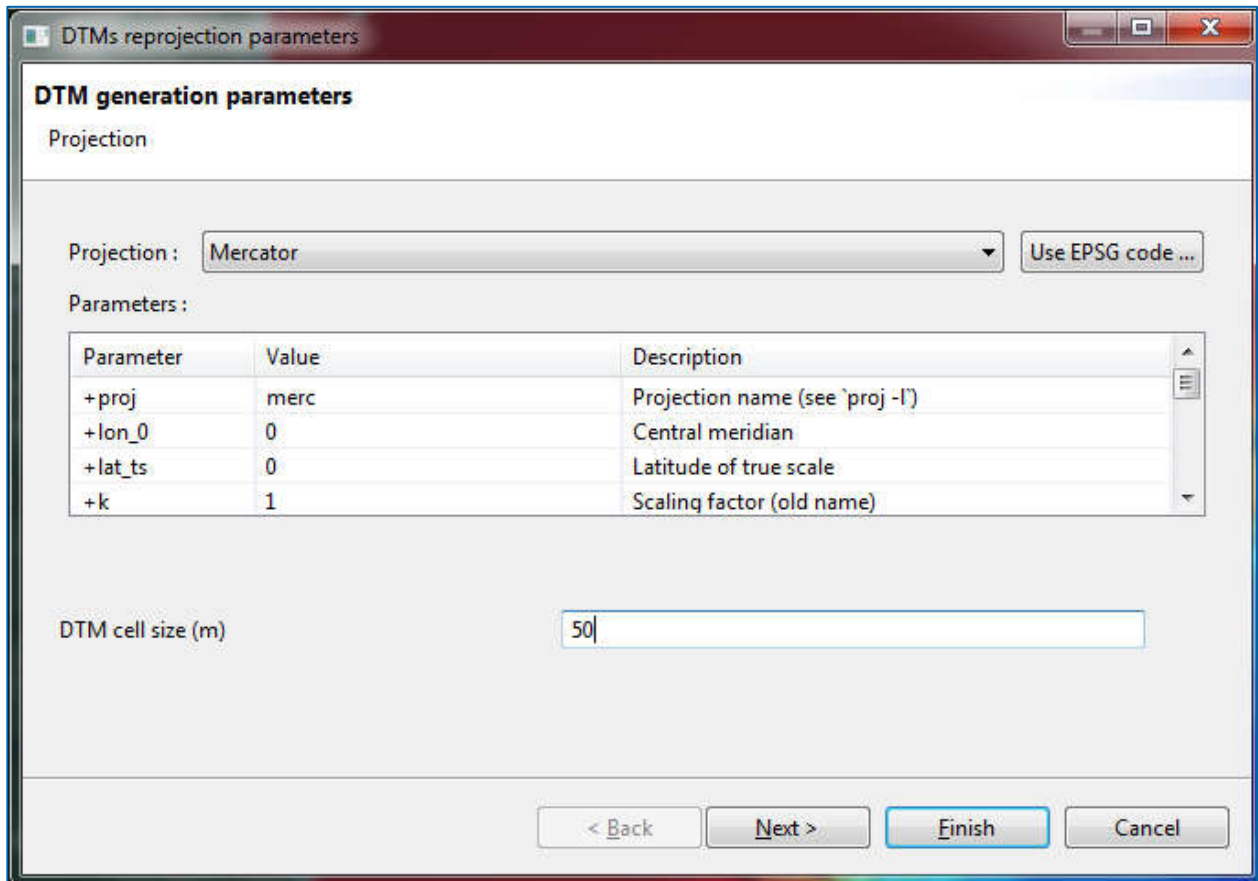 DTMs reprojection parameters
DTM generation parameters
Projection
Projection : Mercator Use EPSG code ...
Parameters :
Parameter Value Description
+proj merc Projection name (see `proj -l`)
+lon_0 0 Central meridian
+lat_ts 0 Latitude of true scale
+k 1 Scaling factor (old name)
DTM cell size (m) 50
< Back Next > Finish Cancel